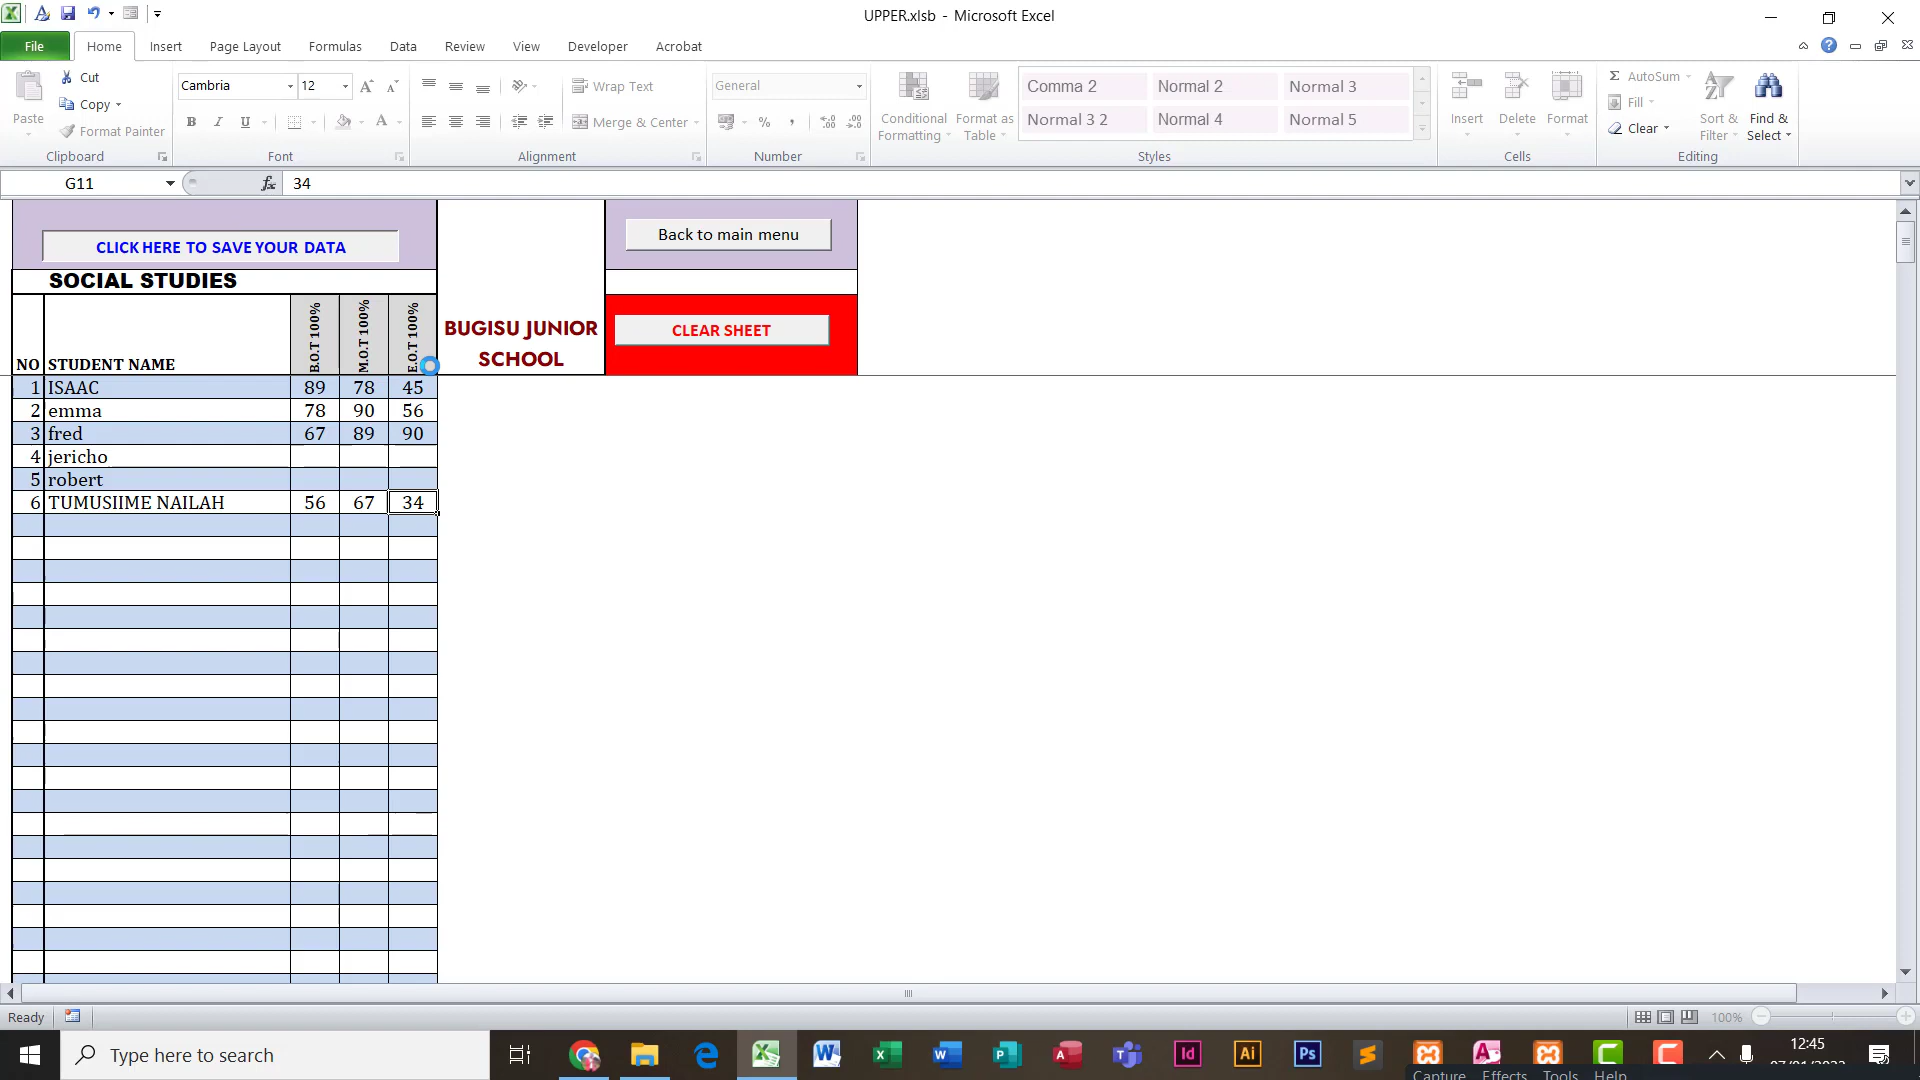 UPPER.xlsb - Microsoft Excel
File Home Insert Page Layout Formulas Data Review View Developer Acrobat
Paste
Cut
Copy
Format Painter
Clipboard
Cambria 12
B I U
Font
Wrap Text
Merge & Center
Alignment
General
Number
Conditional Formatting
Format as Table
Comma 2 Normal 2 Normal 3
Normal 3 2 Normal 4 Normal 5
Styles
Insert Delete Format
Cells
AutoSum
Fill
Clear
Sort & Filter
Find & Select
Editing
G11 fx 34
CLICK HERE TO SAVE YOUR DATA
Back to main menu
SOCIAL STUDIES
NO STUDENT NAME B.O.T 100% M.O.T 100% E.O.T 100%
BUGISU JUNIOR
SCHOOL
CLEAR SHEET
1 ISAAC 89 78 45
2 emma 78 90 56
3 fred 67 89 90
4 jericho
5 robert
6 TUMUSIIME NAILAH 56 67 34
Ready
100%
Type here to search
12:45
Capture Effects Tools Help